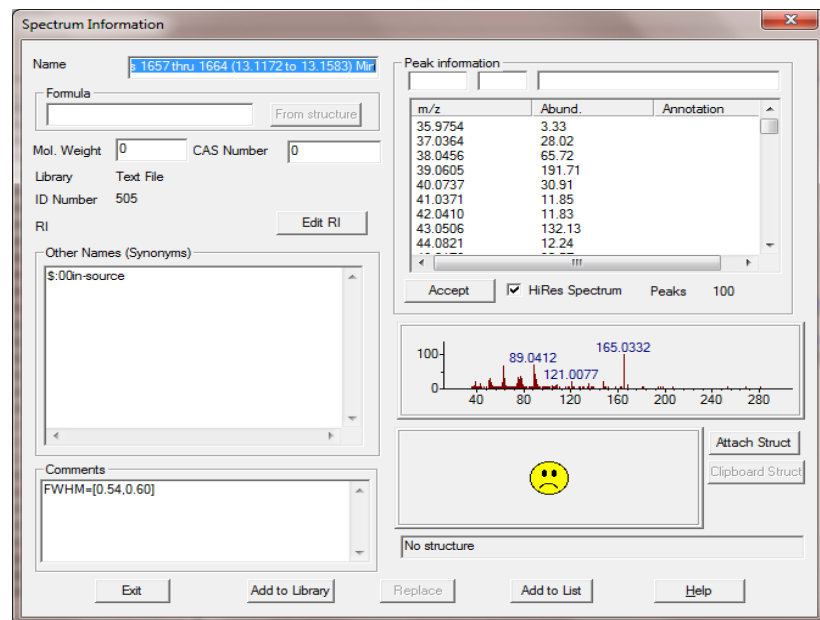 Spectrum Information
Name
s 1657 thru 1664 (13.1172 to 13.1583) Min
Formula
From structure
Mol. Weight 0 CAS Number 0
Library Text File
ID Number 505
RI
Edit RI
Other Names (Synonyms)
$:00in-source
Comments
FWHM=[0.54,0.60]
Peak information
m/z Abund. Annotation
35.9754 3.33
37.0364 28.02
38.0456 65.72
39.0605 191.71
40.0737 30.91
41.0371 11.85
42.0410 11.83
43.0506 132.13
44.0821 12.24
Accept HiRes Spectrum Peaks 100
100
0
89.0412
121.0077
165.0332
40 80 120 160 200 240 280
Attach Struct
Clipboard Struct
No structure
Exit Add to Library Replace Add to List Help